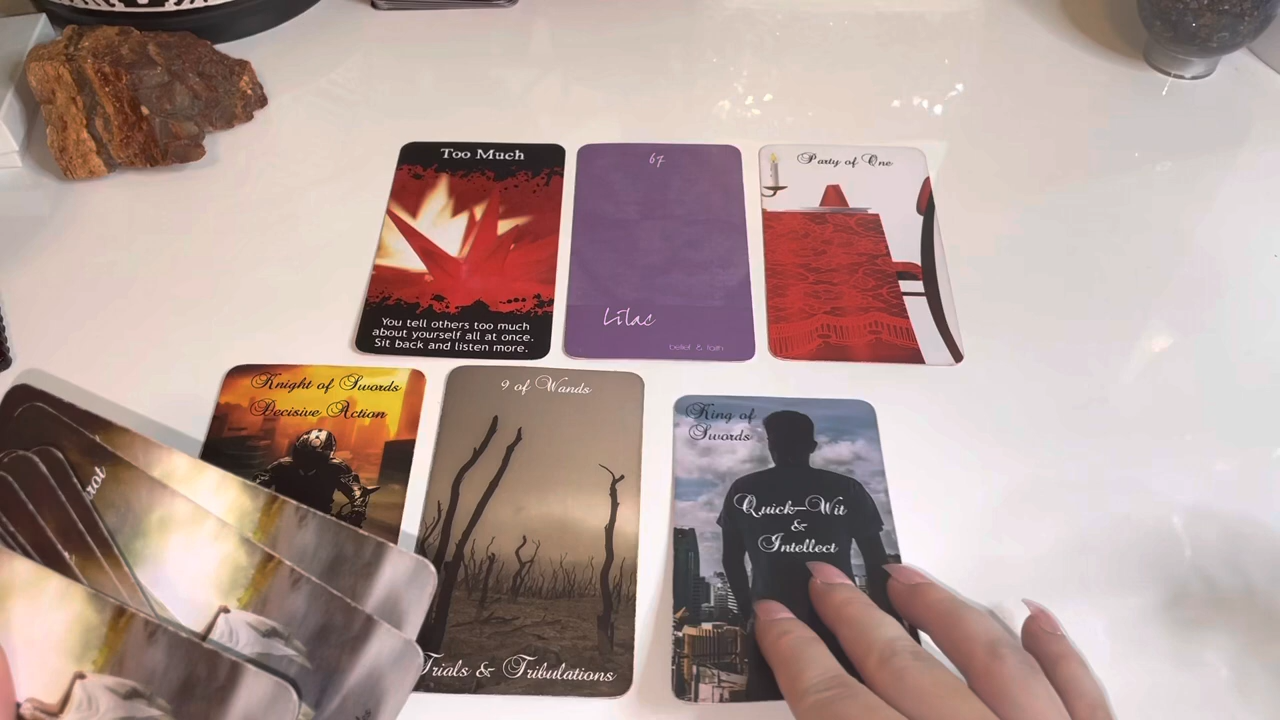 Too Much
You tell others too much
about yourself all at once.
Sit back and listen more.
67
Lilac
belief & faith
Party of One
Knight of Swords
Decisive Action
9 of Wands
Trials & Tribulations
King of
Swords
Quick-Wit
&
Intellect